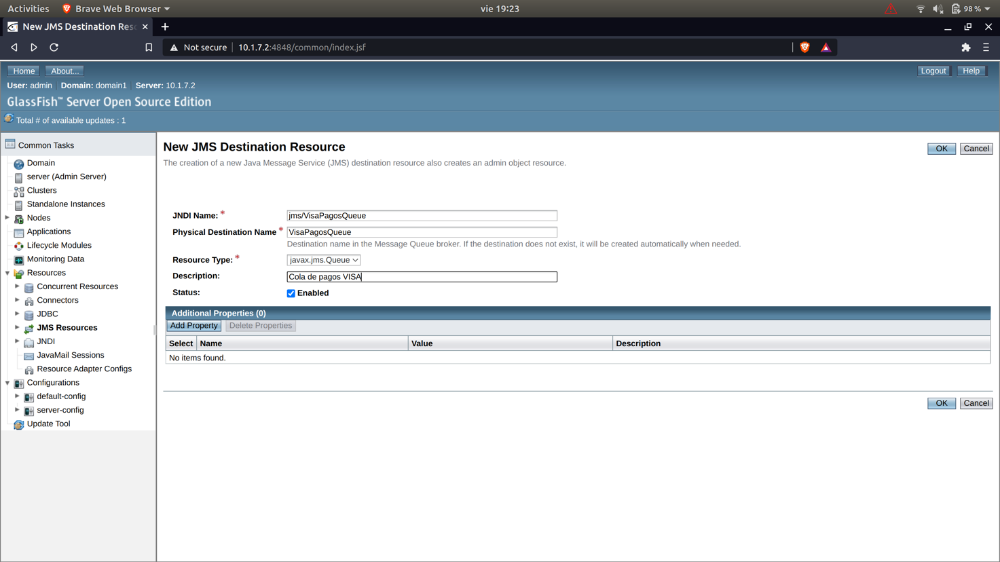 Activities Brave Web Browser vie 19:23 98 %
New JMS Destination Resc
Not secure 10.1.7.2:4848/common/index.jsf
Home About... Logout Help
User: admin Domain: domain1 Server: 10.1.7.2
GlassFish™ Server Open Source Edition
Total # of available updates : 1
Common Tasks
Domain
server (Admin Server)
Clusters
Standalone Instances
Nodes
Applications
Lifecycle Modules
Monitoring Data
Resources
Concurrent Resources
Connectors
JDBC
JMS Resources
JNDI
JavaMail Sessions
Resource Adapter Configs
Configurations
default-config
server-config
Update Tool
New JMS Destination Resource
OK Cancel
The creation of a new Java Message Service (JMS) destination resource also creates an admin object resource.
JNDI Name: * jms/VisaPagosQueue
Physical Destination Name * VisaPagosQueue
Destination name in the Message Queue broker. If the destination does not exist, it will be created automatically when needed.
Resource Type: * javax.jms.Queue
Description: Cola de pagos VISA
Status: Enabled
Additional Properties (0)
Add Property Delete Properties
Select Name Value Description
No items found.
OK Cancel